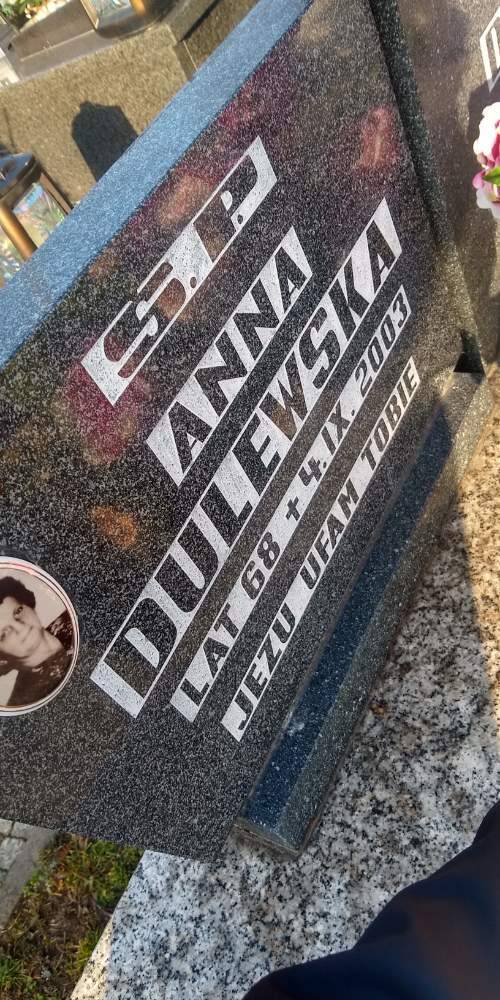 S.P.
ANNA
DULEWSKA
LAT 68 + 4.IX.2003
JEZU UFAM TOBIE